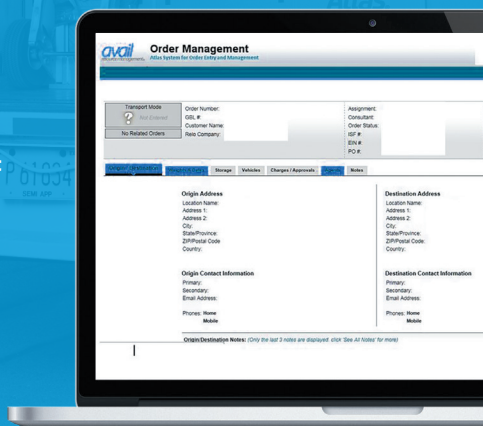 avail
Order Management
Atlas System for Order Entry and Management
Transport Mode
Not Entered
No Related Orders
Order Number:
GBL #:
Customer Name:
Relo Company:
Assignment:
Consultant:
Order Status:
ISF #:
EIN #:
PO #:
Storage
Vehicles
Charges / Approvals
Notes
Origin Address
Location Name:
Address 1:
Address 2:
City:
State/Province:
ZIP/Postal Code:
Country:
Origin Contact Information
Primary:
Secondary:
Email Address:
Phones: Home
Mobile
Destination Address
Location Name:
Address 1:
Address 2:
City:
State/Province:
ZIP/Postal Code:
Country:
Destination Contact Information
Primary:
Secondary:
Email Address:
Phones: Home
Mobile
Origin/Destination Notes: (Only the last 3 notes are displayed, click 'See All Notes' for more)